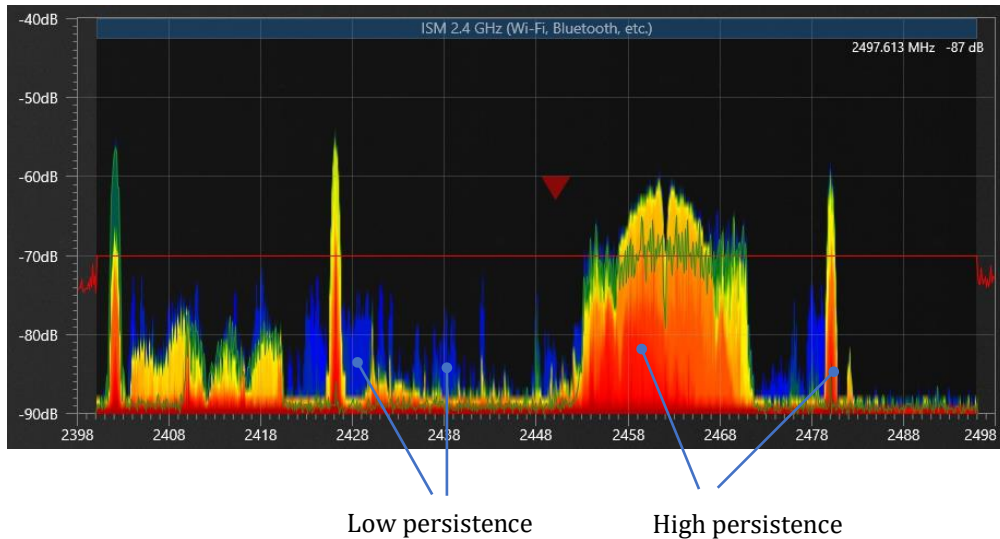 -40dB
ISM 2.4 GHz (Wi-Fi, Bluetooth, etc.)
2497.613 MHz -87 dB
-50dB
-60dB
-70dB
-80dB
-90dB
2398 2408 2418 2428 2438 2448 2458 2468 2478 2488 2498
Low persistence High persistence